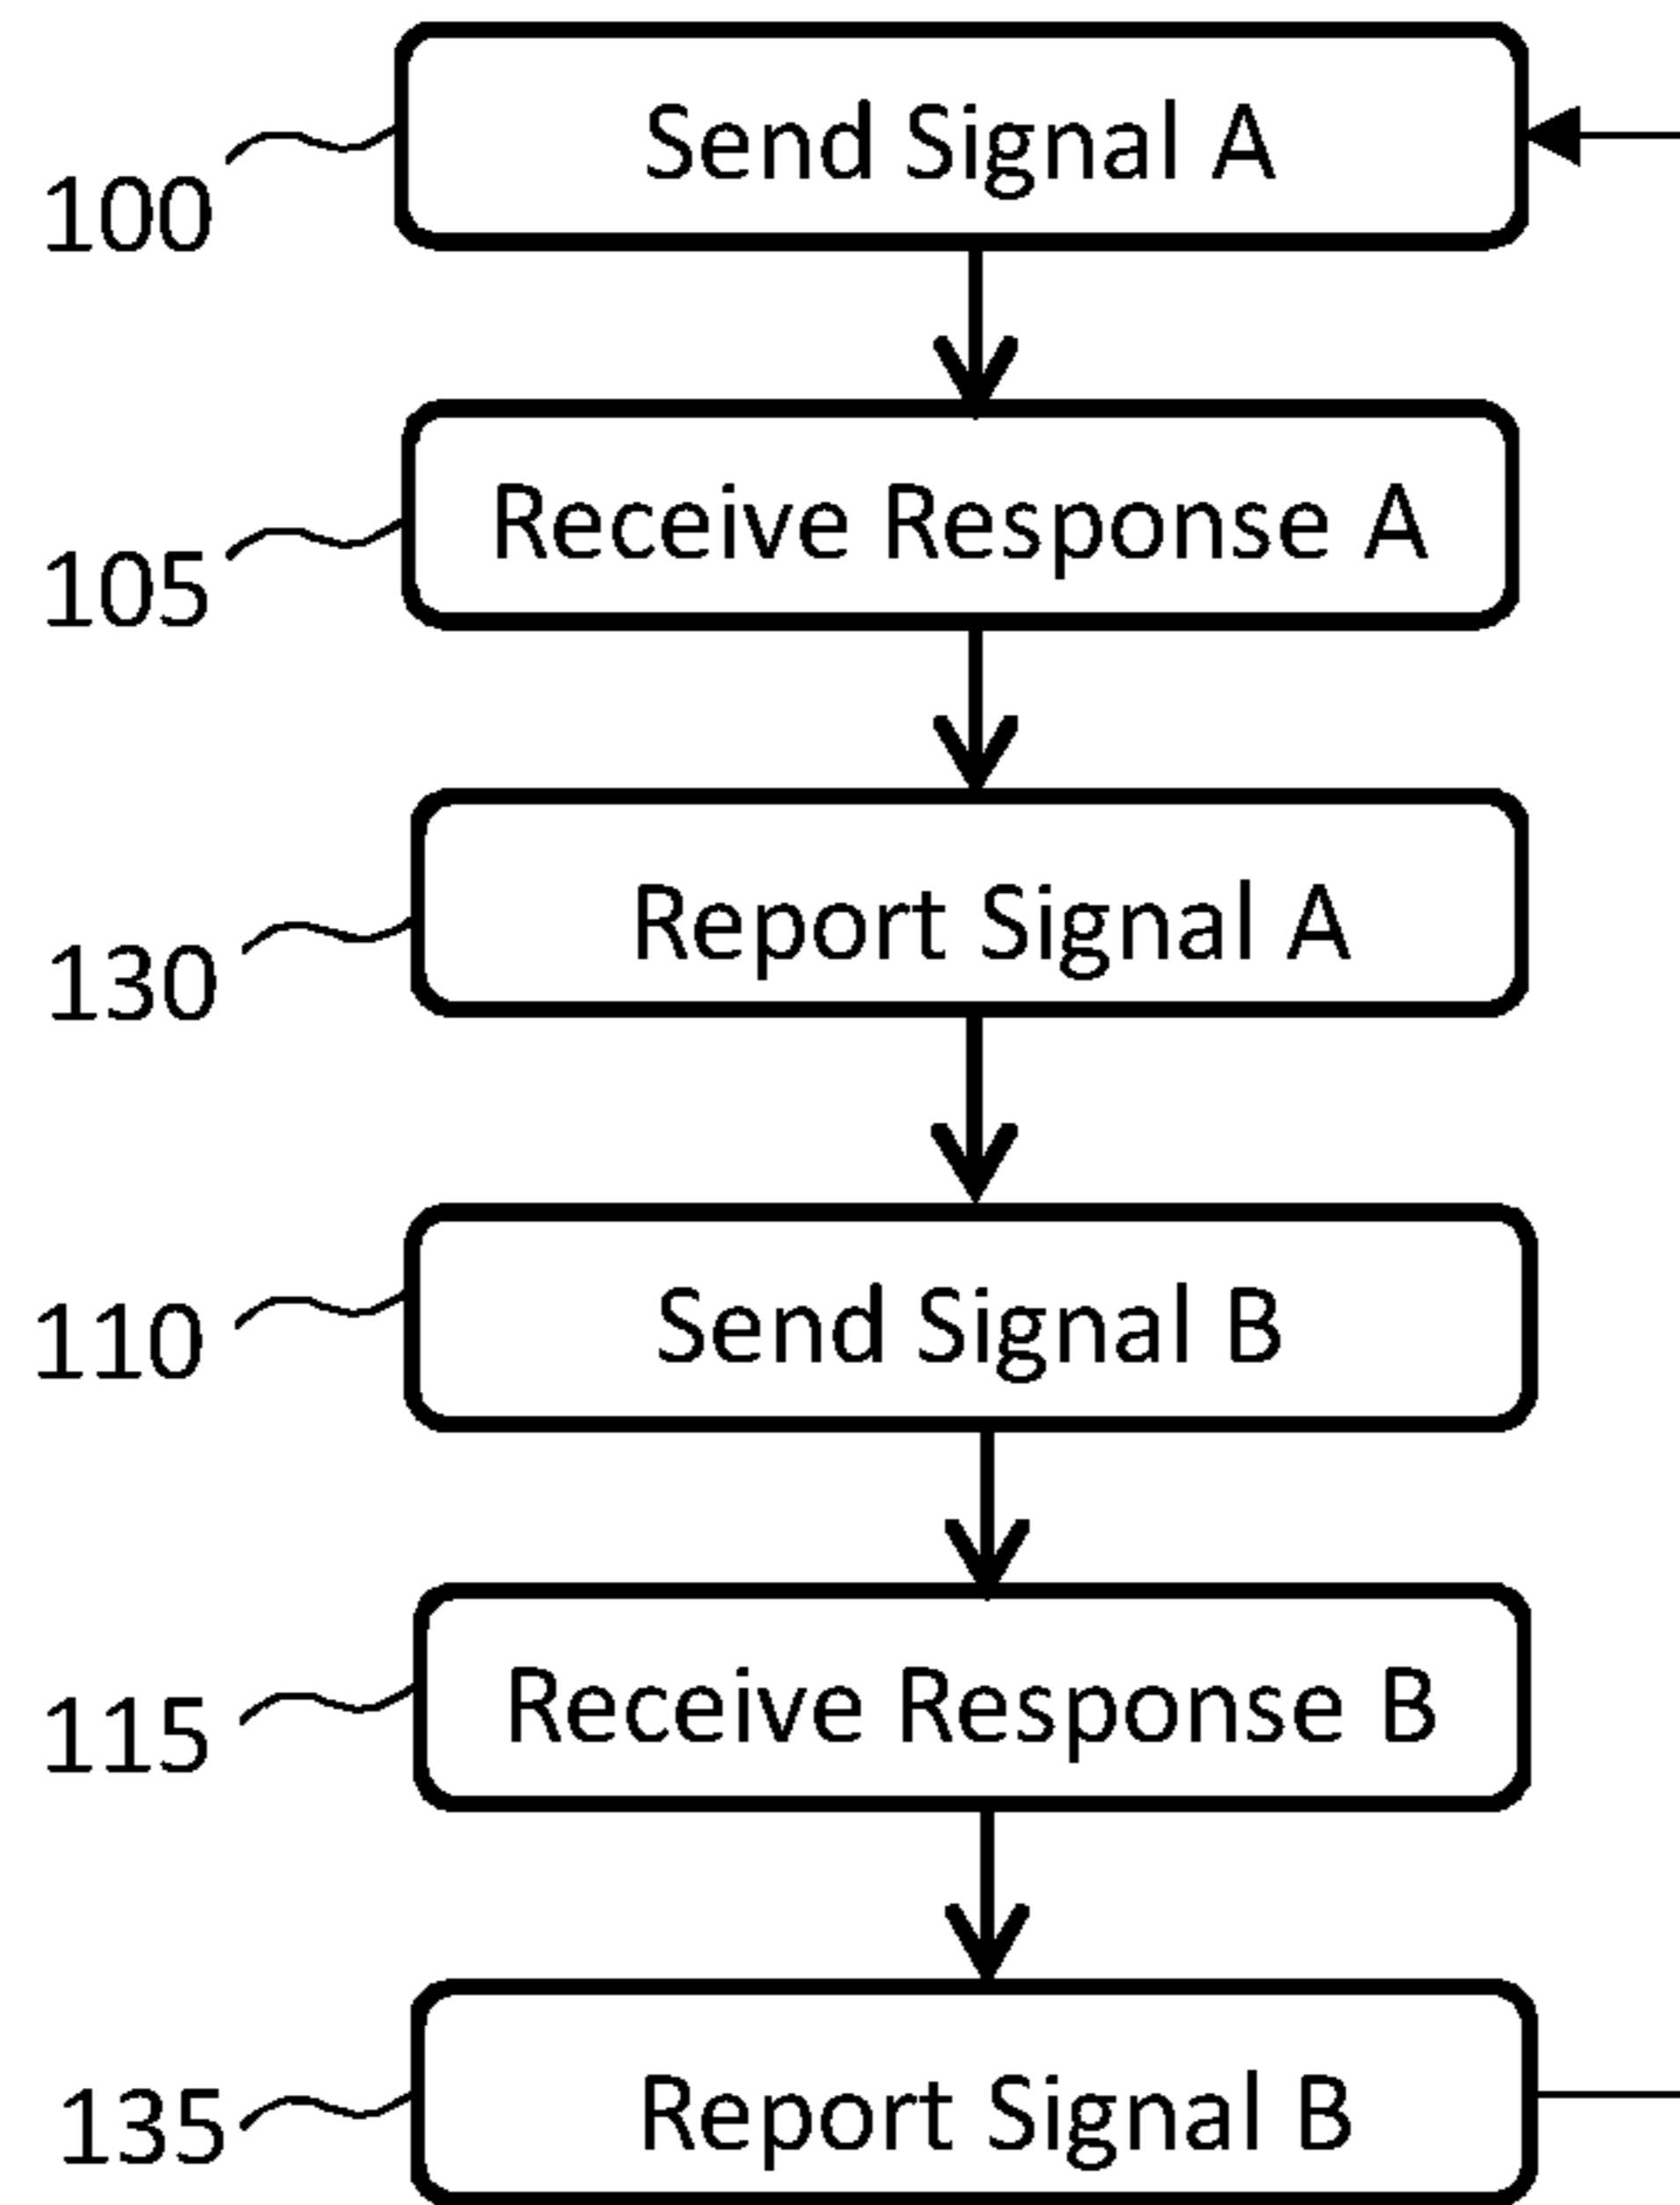 Send Signal A
100
Receive Response A
105
Report Signal A
130
Send Signal B
110
Receive Response B
115
Report Signal B
135